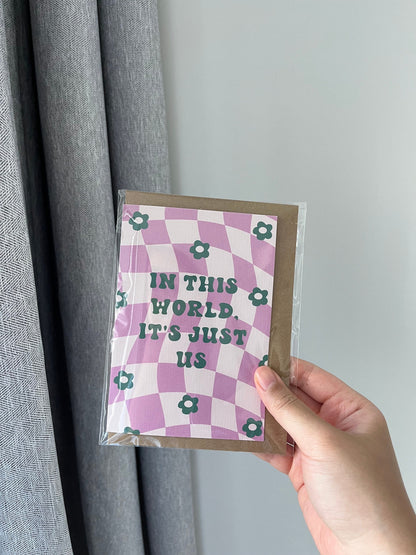 IN THIS
WORLD,
IT'S JUST
US